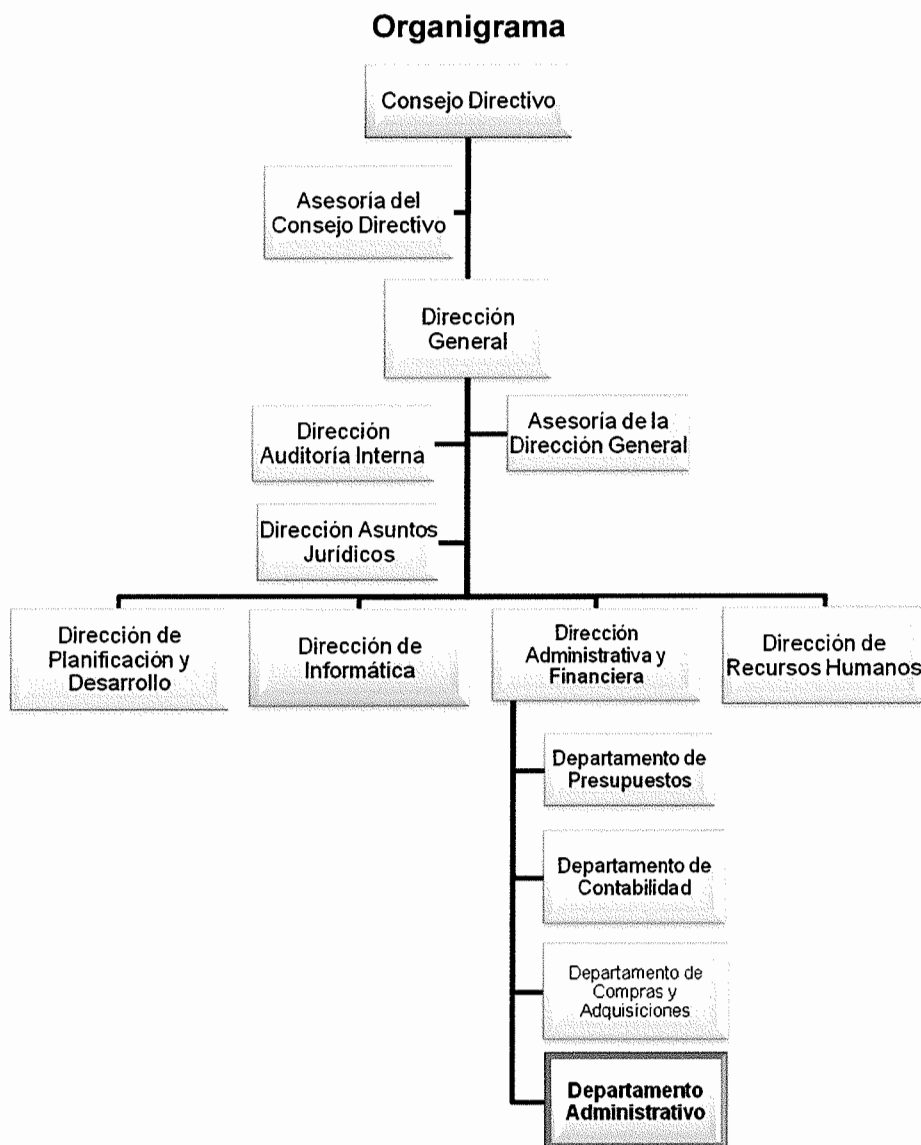 Organigrama
Consejo Directivo
Asesoría del
Consejo Directivo
Dirección
General
Dirección
Auditoría Interna
Asesoría de la
Dirección General
Dirección Asuntos
Jurídicos
Dirección de
Planificación y
Desarrollo
Dirección de
Informática
Dirección
Administrativa y
Financiera
Dirección de
Recursos Humanos
Departamento de
Presupuestos
Departamento de
Contabilidad
Departamento de
Compras y
Adquisiciones
Departamento
Administrativo